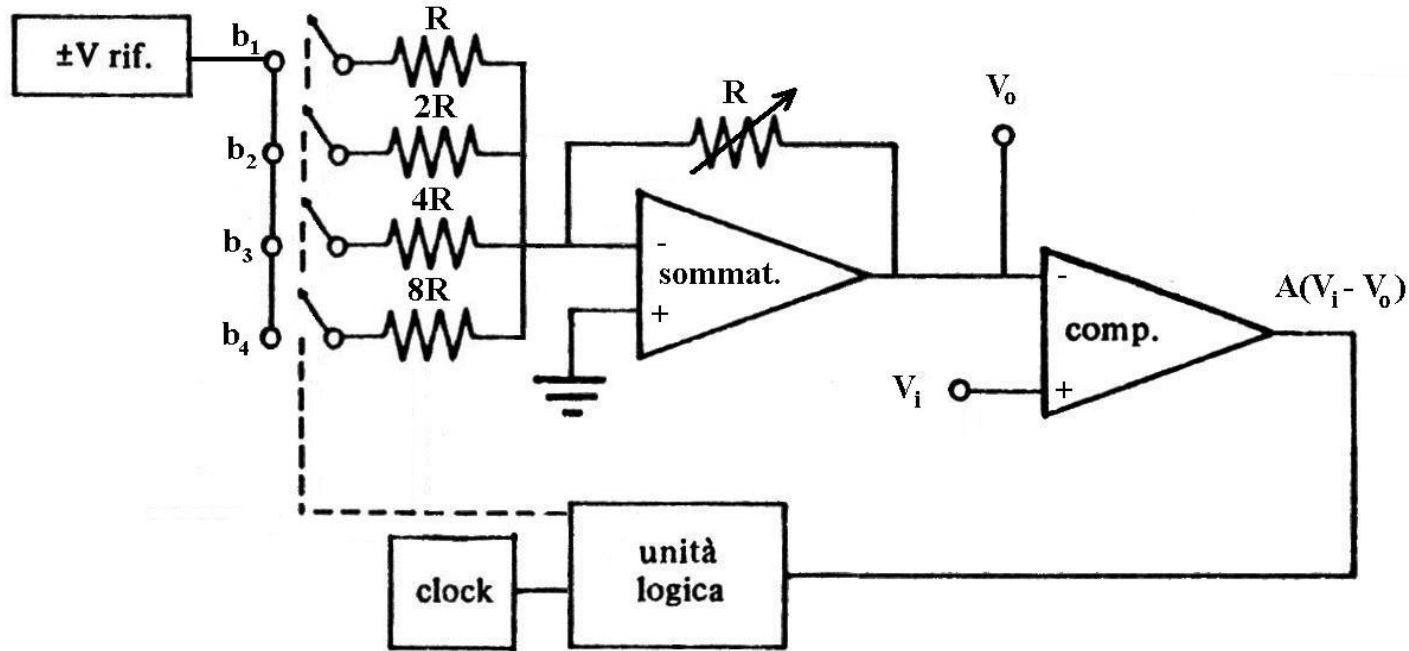 ±V rif.
b₁
R
2R
b₂
4R
b₃
8R
b₄
R
-
sommat.
+
Vₒ
-
comp.
+
Vᵢ
A(Vᵢ - Vₒ)
clock
unità
logica